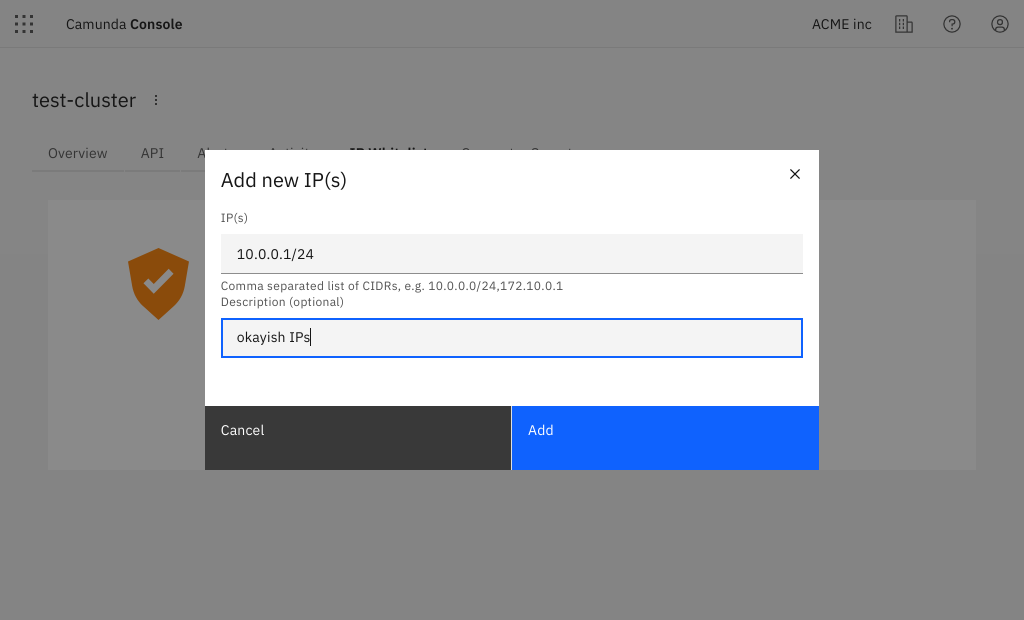 Camunda Console
ACME inc
test-cluster
Overview API
Add new IP(s)
IP(s)
10.0.0.1/24
Comma separated list of CIDRs, e.g. 10.0.0.0/24,172.10.0.1
Description (optional)
okayish IPs
Cancel
Add